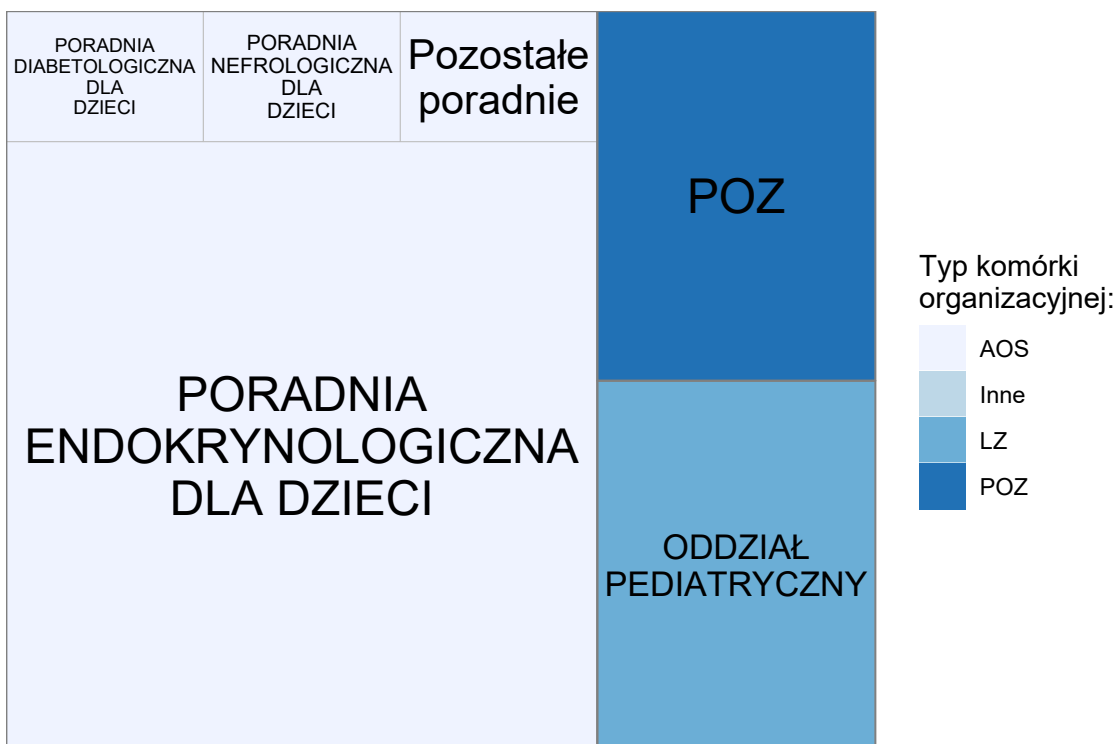 PORADNIA
DIABETOLOGICZNA
DLA
DZIECI
PORADNIA
NEFROLOGICZNA
DLA
DZIECI
Pozostałe
poradnie
POZ
PORADNIA
ENDOKRYNOLOGICZNA
DLA DZIECI
ODDZIAŁ
PEDIATRYCZNY
Typ komórki
organizacyjnej:
AOS
Inne
LZ
POZ